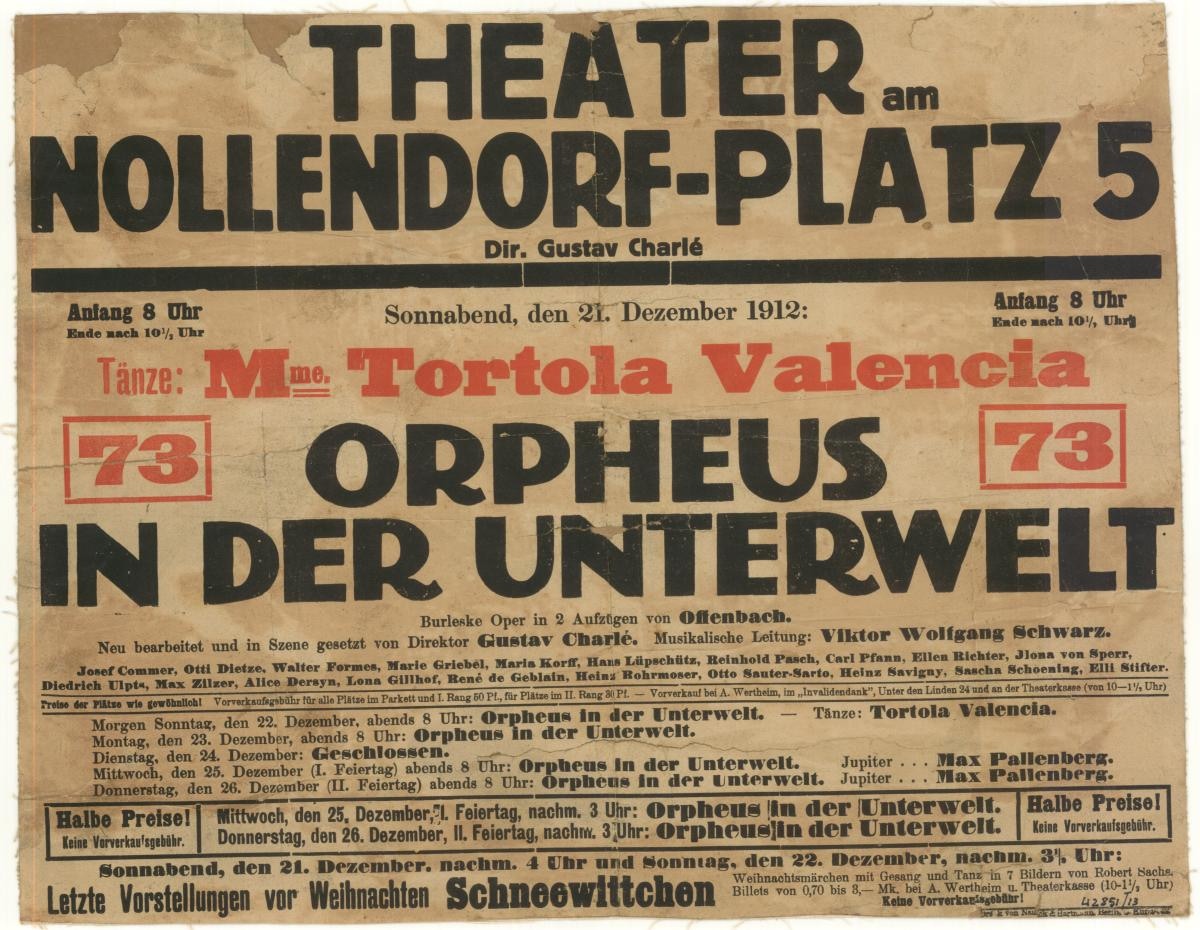 THEATER am
NOLLENDORF-PLATZ 5
Dir. Gustav Charlé
Anfang 8 Uhr
Ende nach 10½ Uhr
Sonnabend, den 21. Dezember 1912:
Anfang 8 Uhr
Ende nach 10½ Uhr
Tänze: Mme. Tortola Valencia
73
ORPHEUS
73
IN DER UNTERWELT
Burleske Oper in 2 Aufzügen von Offenbach.
Neu bearbeitet und in Szene gesetzt von Direktor Gustav Charlé. Musikalische Leitung: Viktor Wolfgang Schwarz.
Josef Commer, Otti Dietze, Walter Formes, Marie Griebel, Maria Korff, Hans Lüpschütz, Reinhold Pasch, Carl Pfann, Ellen Richter, Jlona von Sperr,
Diedrich Ulpts, Max Zilzer, Alice Dersyn, Lona Gillhof, René de Geblain, Heinz Rohrmoser, Otto Sauter-Sarto, Heinz Savigny, Sascha Schoening, Elli Stifter.
Preise der Plätze wie gewöhnlich! Vorverkaufsgebühr für alle Plätze im Parkett und I. Rang 50 Pf., für Plätze im II. Rang 30 Pf. — Vorverkauf bei A. Wertheim, im „Invalidendank", Unter den Linden 24 und an der Theaterkasse (von 10—1½ Uhr)
Morgen Sonntag, den 22. Dezember, abends 8 Uhr: Orpheus in der Unterwelt. — Tänze: Tortola Valencia.
Montag, den 23. Dezember, abends 8 Uhr: Orpheus in der Unterwelt.
Dienstag, den 24. Dezember: Geschlossen.
Mittwoch, den 25. Dezember (I. Feiertag) abends 8 Uhr: Orpheus in der Unterwelt. Jupiter . . . Max Pallenberg.
Donnerstag, den 26. Dezember (II. Feiertag) abends 8 Uhr: Orpheus in der Unterwelt. Jupiter . . . Max Pallenberg.
Halbe Preise!
Keine Vorverkaufsgebühr.
Mittwoch, den 25. Dezember, I. Feiertag, nachm. 3 Uhr: Orpheus in der Unterwelt.
Donnerstag, den 26. Dezember, II. Feiertag, nachm. 3 Uhr: Orpheus in der Unterwelt.
Halbe Preise!
Keine Vorverkaufsgebühr.
Sonnabend, den 21. Dezember, nachm. 4 Uhr und Sonntag, den 22. Dezember, nachm. 3½ Uhr:
Letzte Vorstellungen vor Weihnachten Schneewittchen
Weihnachtsmärchen mit Gesang und Tanz in 7 Bildern von Robert Sachs.
Billets von 0,70 bis 3,— Mk. bei A. Wertheim u. Theaterkasse (10-1½ Uhr)
Keine Vorverkaufsgebühr!
42851/13
von & Hartmann, Berlin